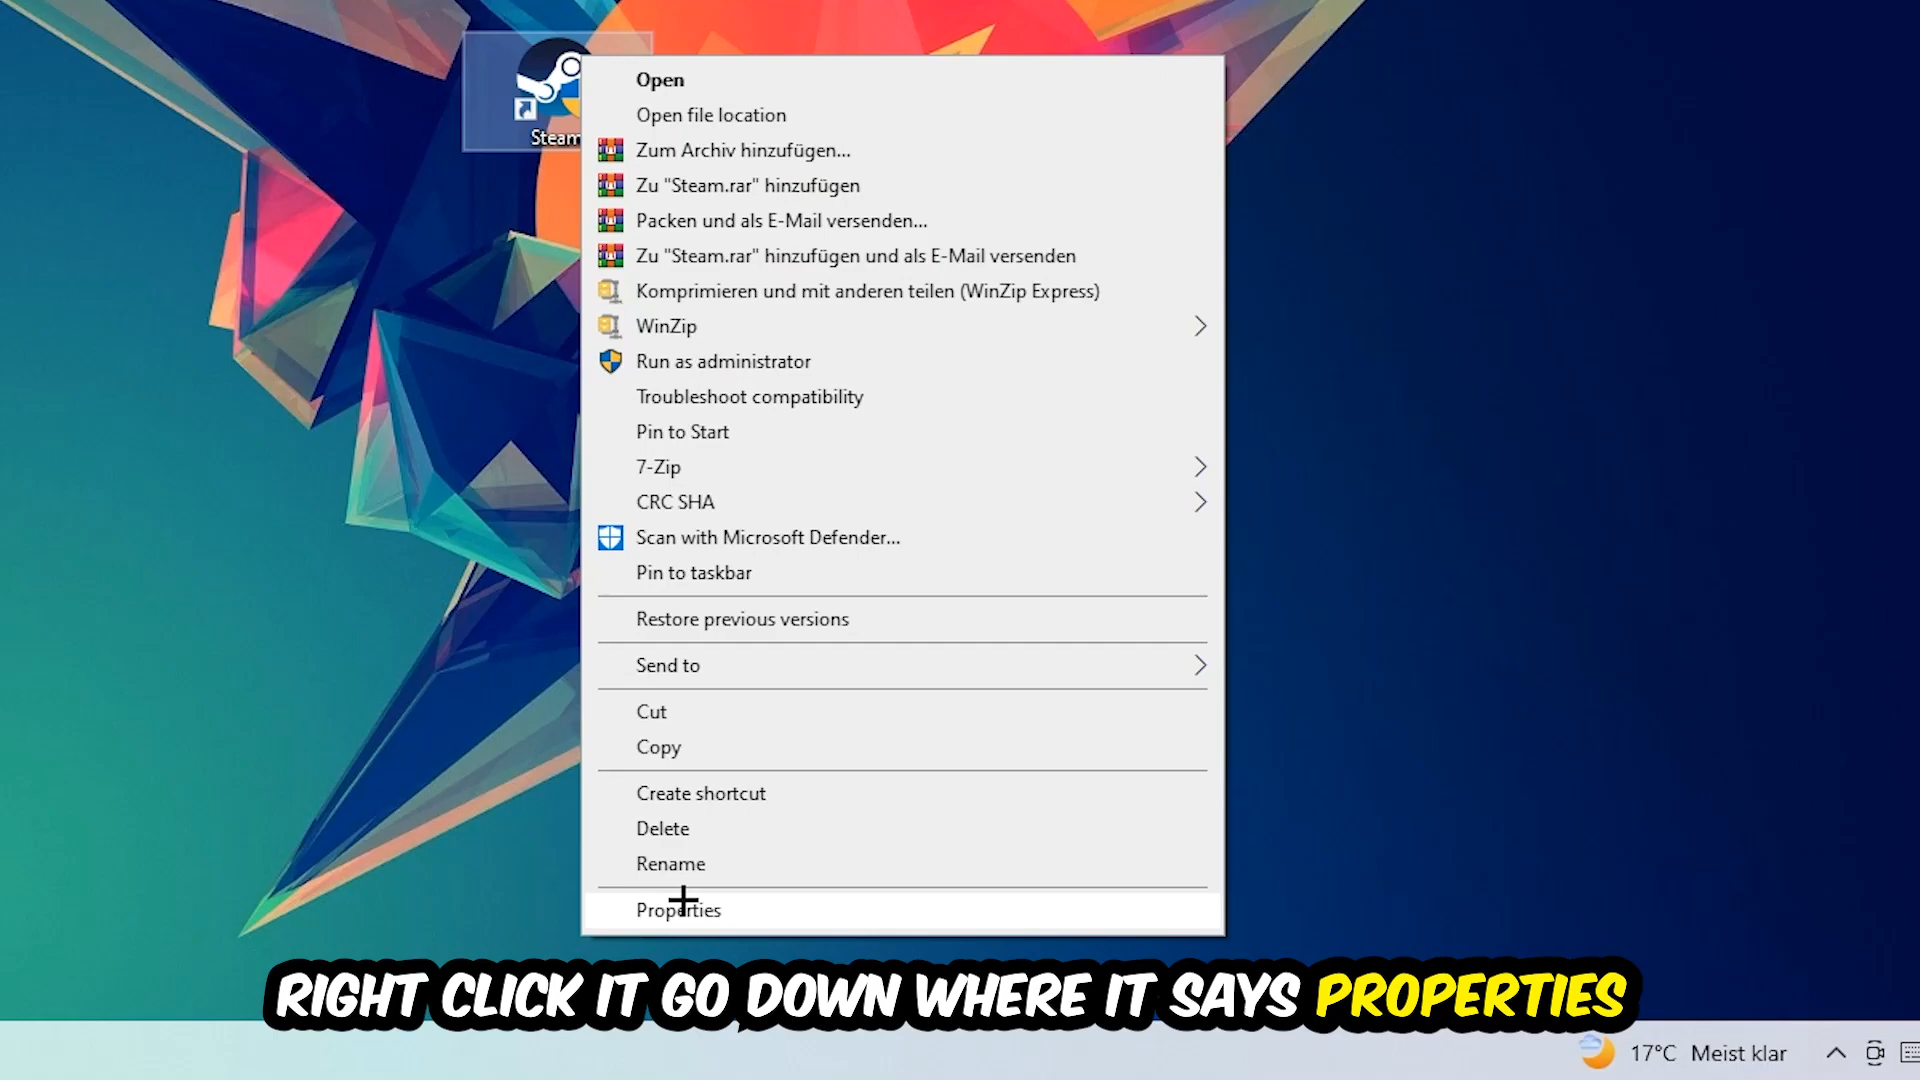 Steam
Open
Open file location
Zum Archiv hinzufügen...
Zu "Steam.rar" hinzufügen
Packen und als E-Mail versenden...
Zu "Steam.rar" hinzufügen und als E-Mail versenden
Komprimieren und mit anderen teilen (WinZip Express)
WinZip
Run as administrator
Troubleshoot compatibility
Pin to Start
7-Zip
CRC SHA
Scan with Microsoft Defender...
Pin to taskbar
Restore previous versions
Send to
Cut
Copy
Create shortcut
Delete
Rename
Properties
RIGHT CLICK IT GO DOWN WHERE IT SAYS PROPERTIES
17°C Meist klar